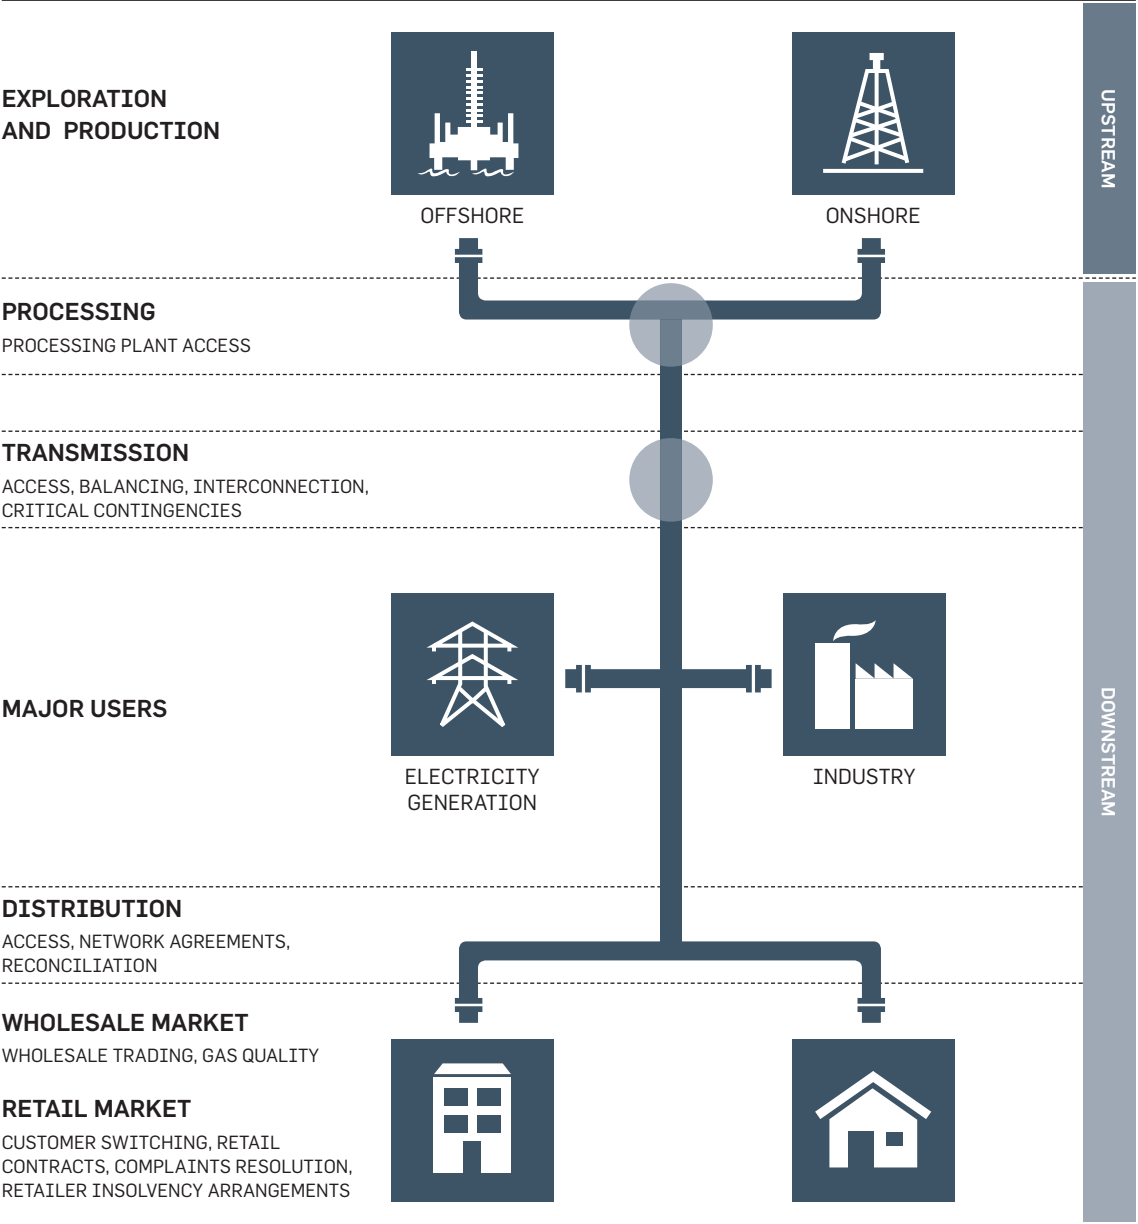 EXPLORATION
AND PRODUCTION
OFFSHORE
ONSHORE
UPSTREAM
PROCESSING
PROCESSING PLANT ACCESS
TRANSMISSION
ACCESS, BALANCING, INTERCONNECTION,
CRITICAL CONTINGENCIES
MAJOR USERS
ELECTRICITY
GENERATION
INDUSTRY
DOWNSTREAM
DISTRIBUTION
ACCESS, NETWORK AGREEMENTS,
RECONCILIATION
WHOLESALE MARKET
WHOLESALE TRADING, GAS QUALITY
RETAIL MARKET
CUSTOMER SWITCHING, RETAIL
CONTRACTS, COMPLAINTS RESOLUTION,
RETAILER INSOLVENCY ARRANGEMENTS